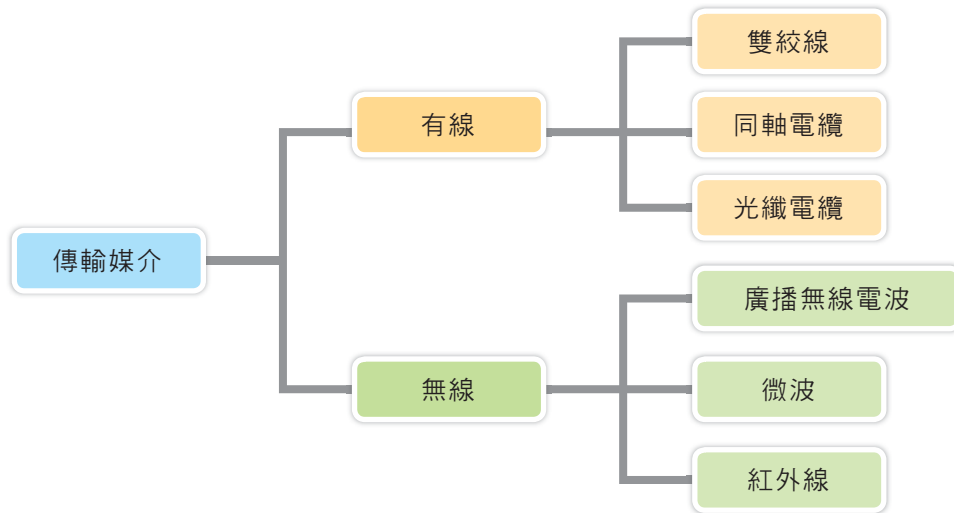 傳輸媒介
有線
雙絞線
同軸電纜
光纖電纜
無線
廣播無線電波
微波
紅外線